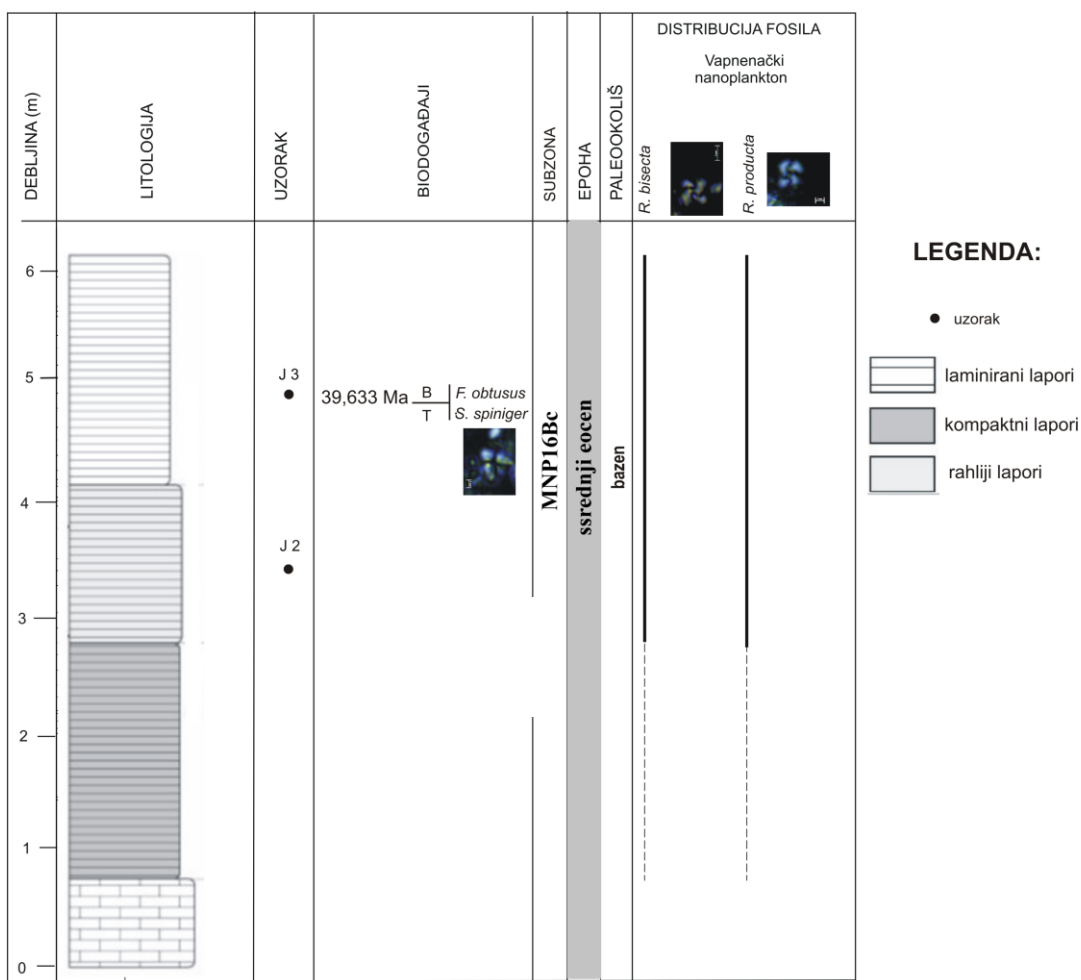 DISTRIBUCIJA FOSILA
Vapnenački
nanoplankton
DEBLJINA (m)
LITOLOGIJA
UZORAK
BIODOGAĐAJI
SUBZONA
EPOHA
PALEOOKOLIŠ
R. bisecta
R. producta
6
5
4
3
2
1
0
J 3
J 2
39,633 Ma
B
T
F. obtusus
S. spiniger
MNP16Bc
ssrednji eocen
bazen
LEGENDA:
uzorak
laminirani lapori
kompaktni lapori
rahliji lapori